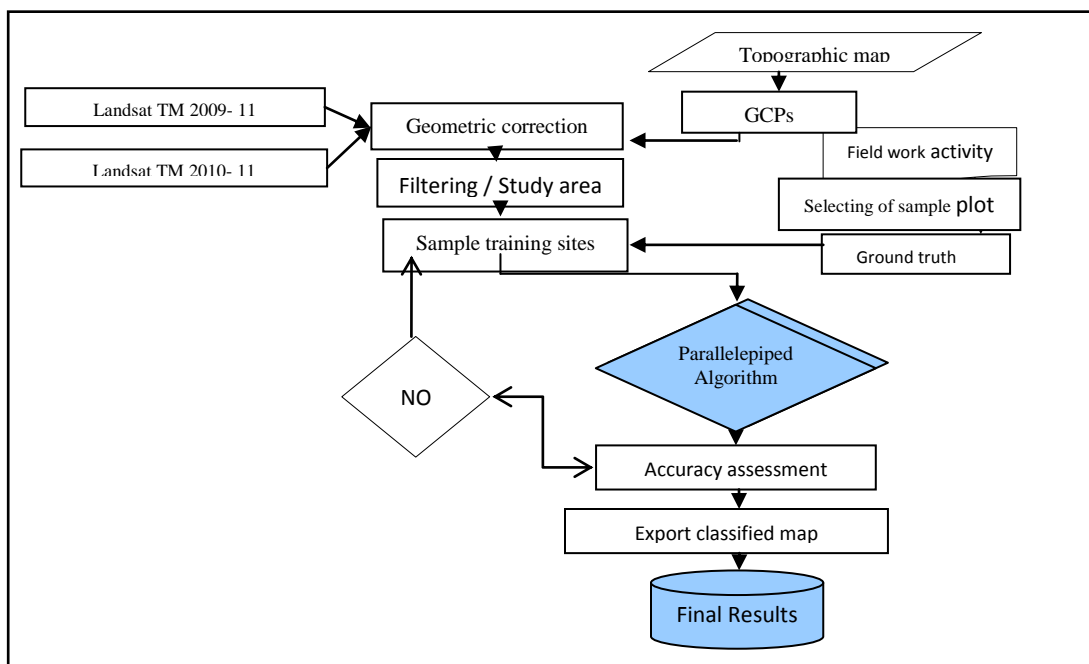 Topographic map
Landsat TM 2009- 11
Geometric correction
GCPs
Landsat TM 2010- 11
Field work activity
Filtering / Study area
Selecting of sample plot
Sample training sites
Ground truth
Parallelepiped
Algorithm
NO
Accuracy assessment
Export classified map
Final Results